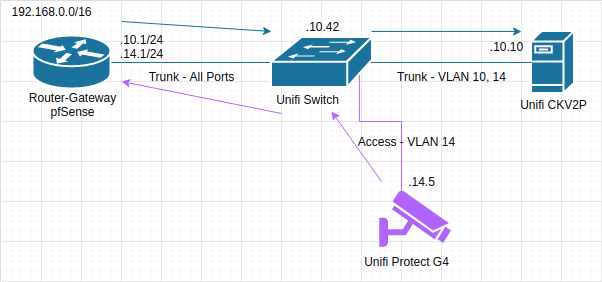 192.168.0.0/16
.10.42
.10.1/24
.14.1/24
.10.10
Trunk - All Ports
Trunk - VLAN 10, 14
Router-Gateway
pfSense
Unifi Switch
Unifi CKV2P
Access - VLAN 14
.14.5
Unifi Protect G4